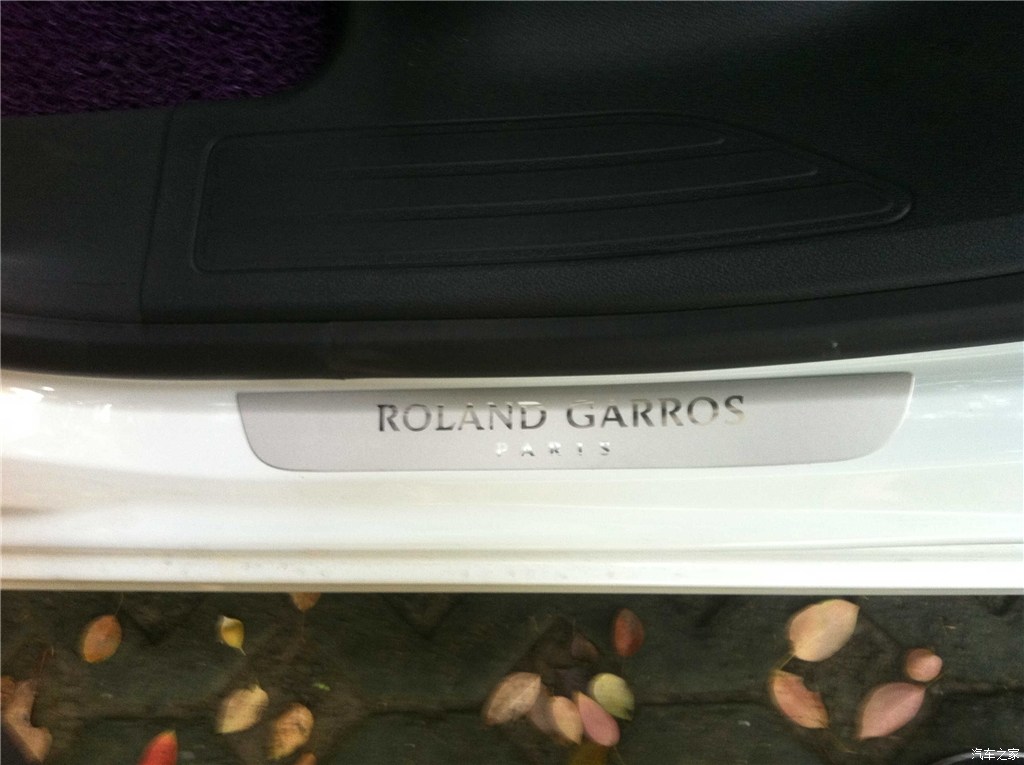 ROLAND GARROS
PARIS
汽车之家